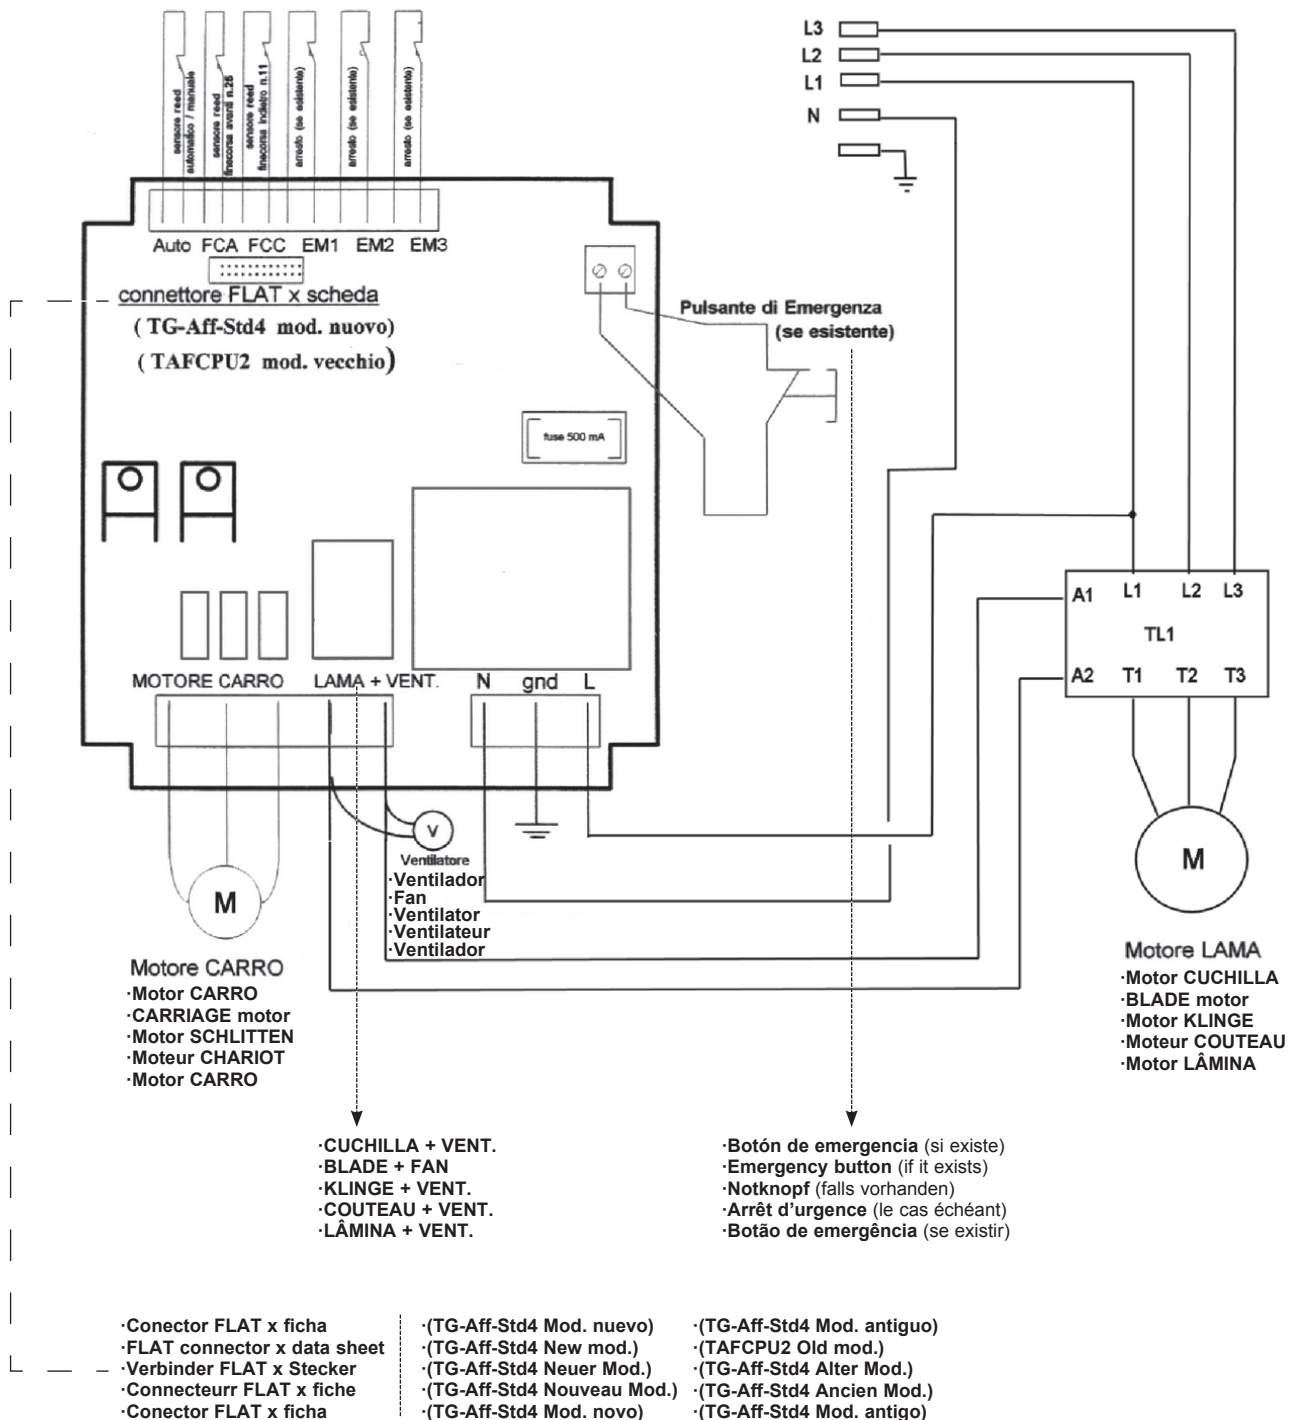 L3
L2
L1
N
sensore reed
automatico / manuale
sensore reed
finecorsa avanti n.26
sensore reed
finecorsa indietro n.11
arresto (se esistente)
arresto (se esistente)
arresto (se esistente)
Auto FCA FCC EM1 EM2 EM3
connettore FLAT x scheda
( TG-Aff-Std4 mod. nuovo)
( TAFCPU2 mod. vecchio)
Pulsante di Emergenza
(se esistente)
fuse 500 mA
MOTORE CARRO LAMA + VENT. N gnd L
A1 L1 L2 L3
TL1
A2 T1 T2 T3
V
Ventilatore
·Ventilador
·Fan
·Ventilator
·Ventilateur
·Ventilador
M
Motore CARRO
·Motor CARRO
·CARRIAGE motor
·Motor SCHLITTEN
·Moteur CHARIOT
·Motor CARRO
M
Motore LAMA
·Motor CUCHILLA
·BLADE motor
·Motor KLINGE
·Moteur COUTEAU
·Motor LÂMINA
·CUCHILLA + VENT.
·BLADE + FAN
·KLINGE + VENT.
·COUTEAU + VENT.
·LÂMINA + VENT.
·Botón de emergencia (si existe)
·Emergency button (if it exists)
·Notknopf (falls vorhanden)
·Arrêt d'urgence (le cas échéant)
·Botão de emergência (se existir)
·Conector FLAT x ficha
·FLAT connector x data sheet
·Verbinder FLAT x Stecker
·Connecteurr FLAT x fiche
·Conector FLAT x ficha
·(TG-Aff-Std4 Mod. nuevo)
·(TG-Aff-Std4 New mod.)
·(TG-Aff-Std4 Neuer Mod.)
·(TG-Aff-Std4 Nouveau Mod.)
·(TG-Aff-Std4 Mod. novo)
·(TG-Aff-Std4 Mod. antiguo)
·(TAFCPU2 Old mod.)
·(TG-Aff-Std4 Alter Mod.)
·(TG-Aff-Std4 Ancien Mod.)
·(TG-Aff-Std4 Mod. antigo)